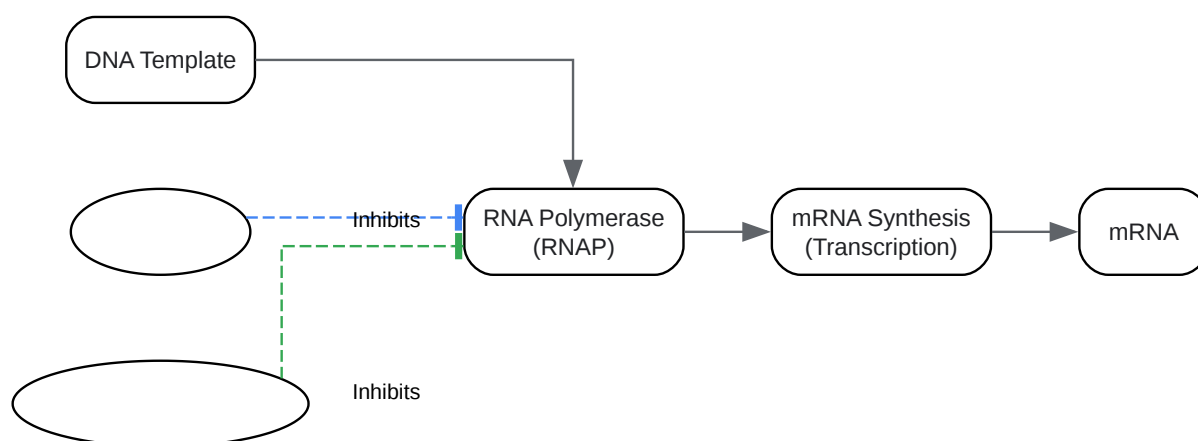 DNA Template
Inhibits
RNA Polymerase
(RNAP)
mRNA Synthesis
(Transcription)
mRNA
Inhibits